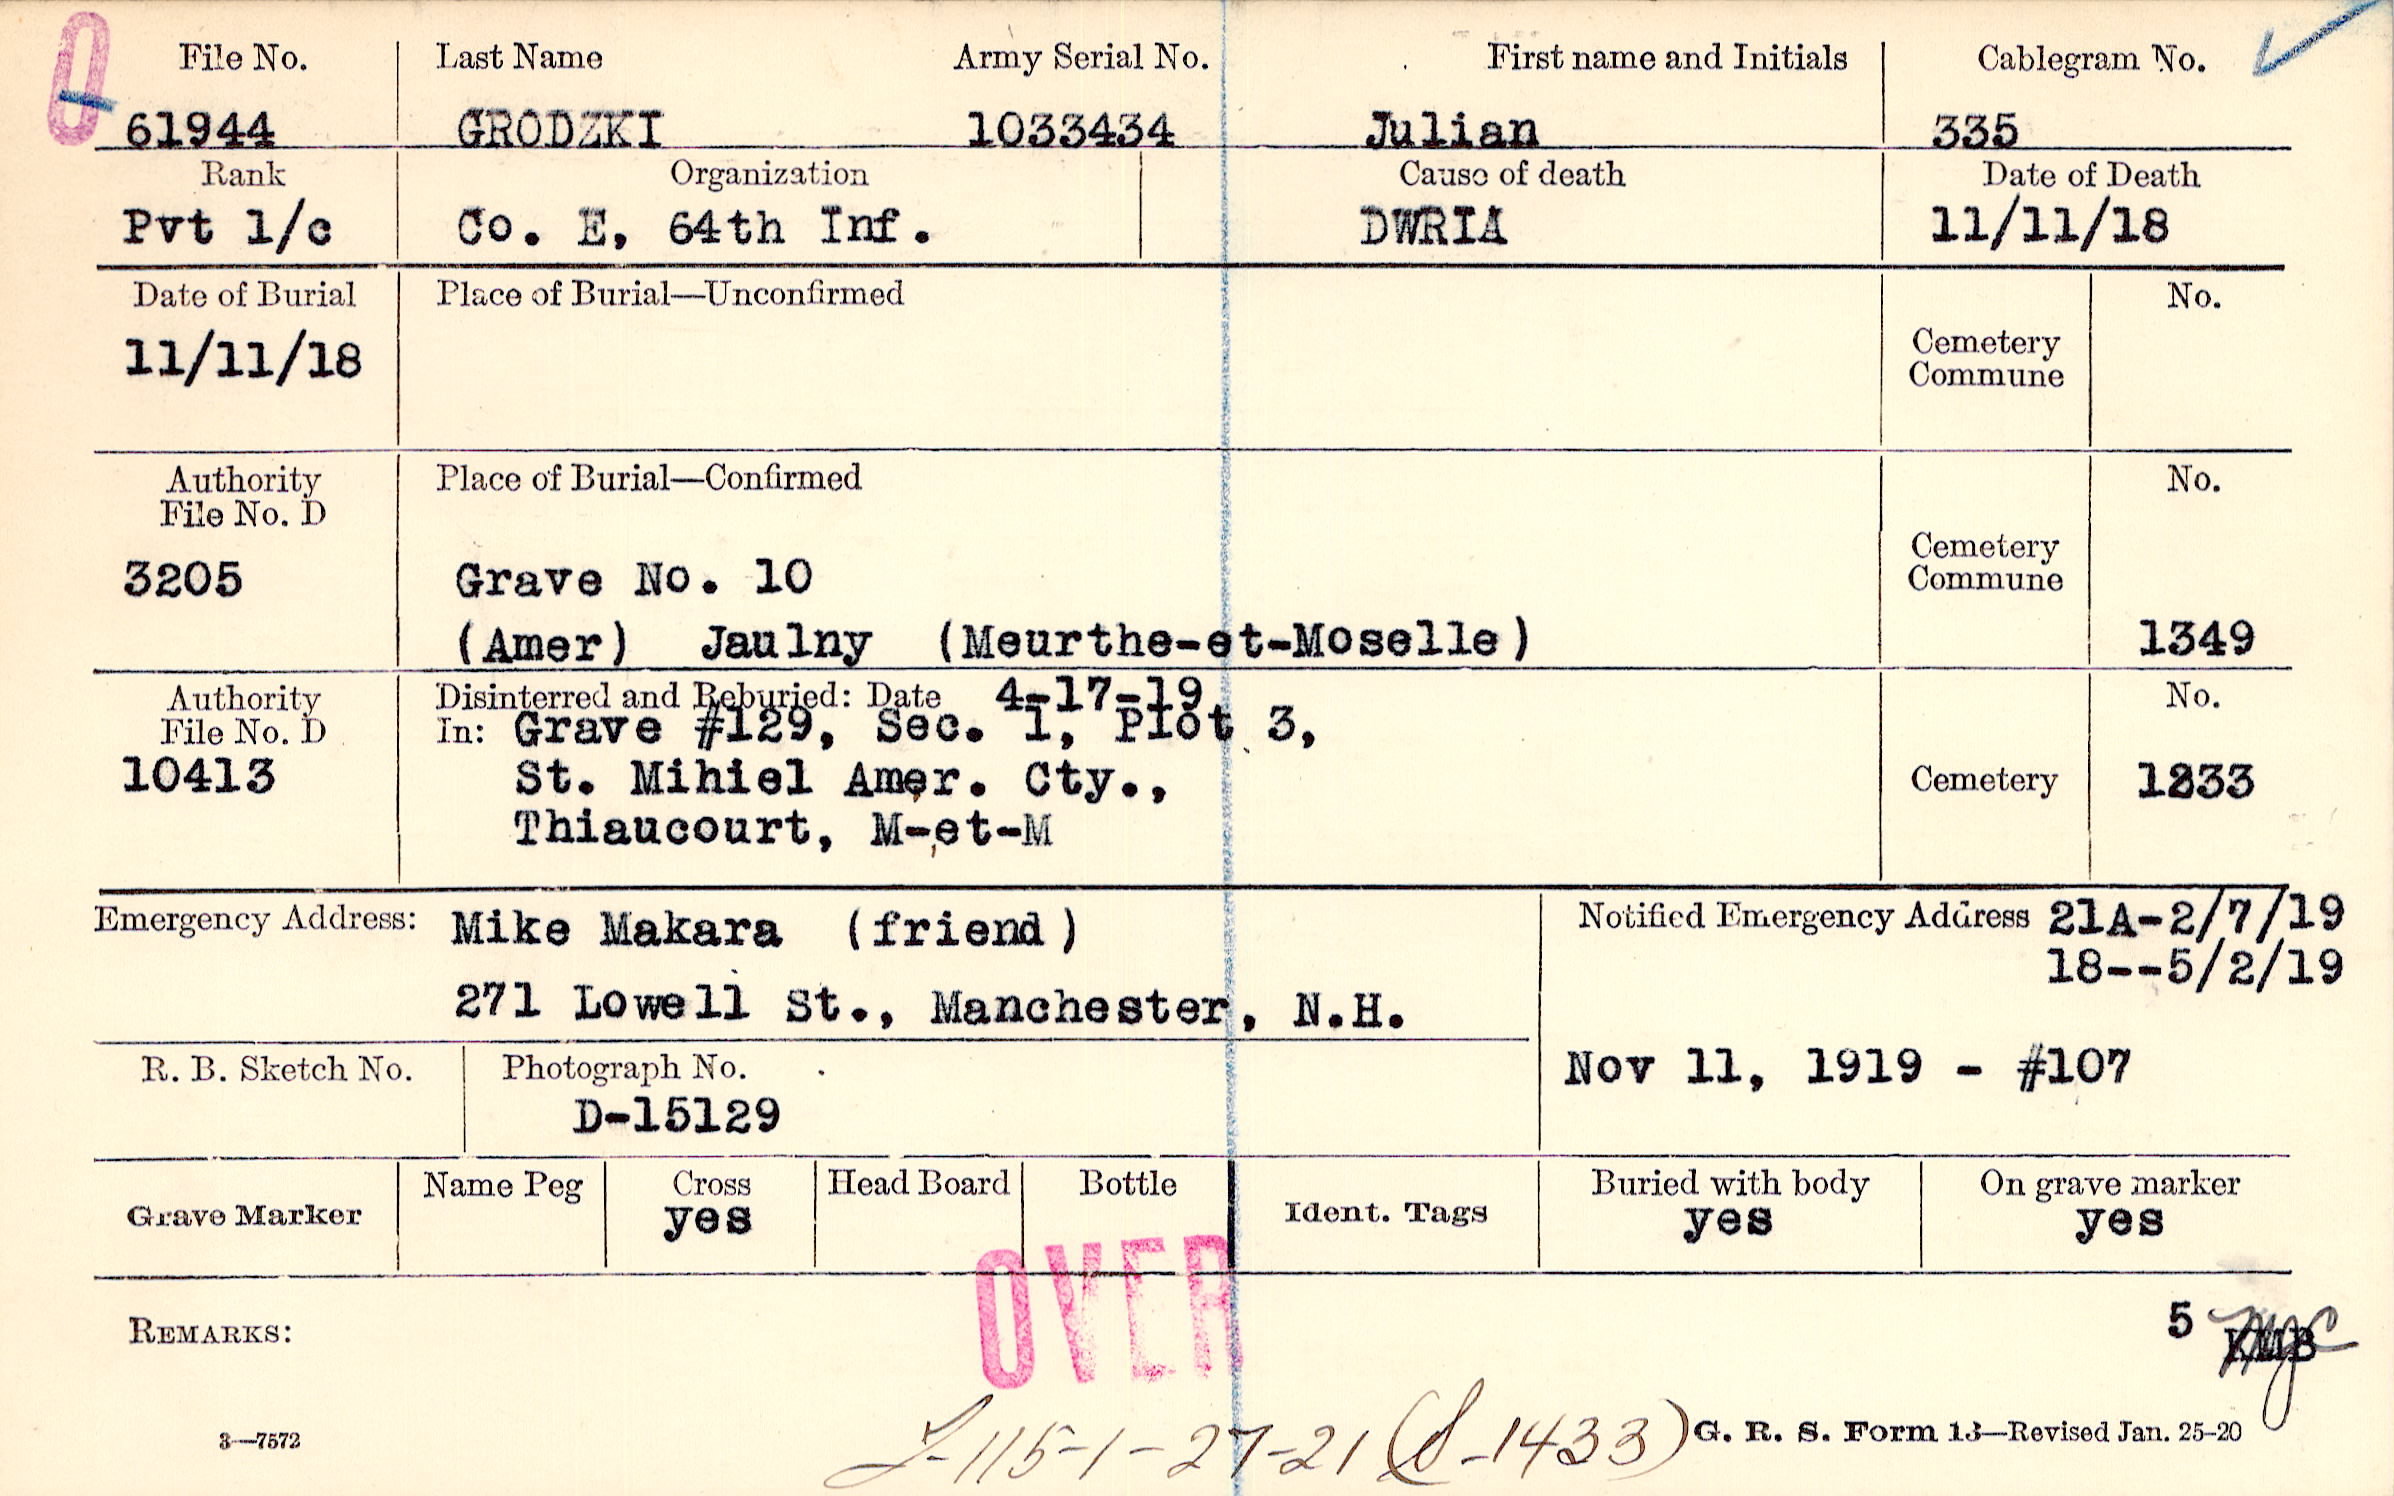 O
File No. Last Name Army Serial No. First name and Initials Cablegram No.
61944 GRODZKI 1033434 Julian 335
Rank Organization Cause of death Date of Death
Pvt 1/c Co. E, 64th Inf. DWRIA 11/11/18
Date of Burial Place of Burial—Unconfirmed No.
11/11/18
Cemetery
Commune
Authority Place of Burial—Confirmed No.
File No. D
Cemetery
3205 Grave No. 10 Commune
(Amer) Jaulny (Meurthe-et-Moselle) 1349
Authority Disinterred and Reburied: Date 4-17-19 No.
File No. D In: Grave #129, Sec. 1, Plot 3,
10413 St. Mihiel Amer. Cty., Cemetery 1233
Thiaucourt, M-et-M
Emergency Address: Mike Makara (friend) Notified Emergency Address 21A-2/7/19
18--5/2/19
271 Lowell St., Manchester, N.H.
R. B. Sketch No. Photograph No. Nov 11, 1919 - #107
D-15129
Name Peg Cross Head Board Bottle Buried with body On grave marker
Grave Marker yes Ident. Tags yes yes
OVER
REMARKS: 5
KMB
3—7572 G. R. S. Form 13—Revised Jan. 25-20
-115-1-27-21 ( -1433)